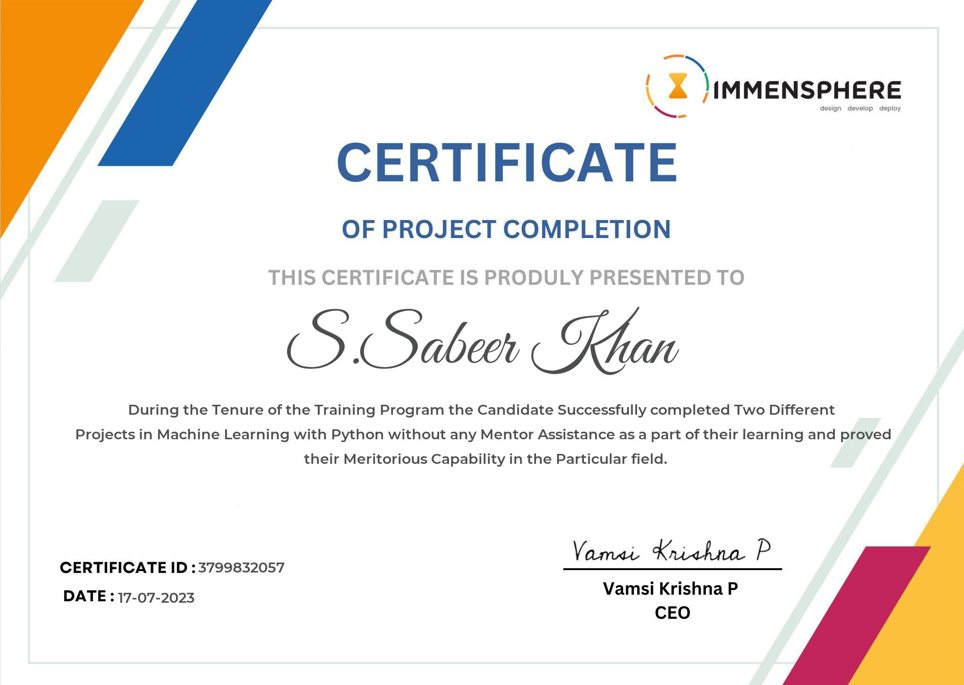 IMMENSPHERE
design develop deploy
CERTIFICATE
OF PROJECT COMPLETION
THIS CERTIFICATE IS PRODULY PRESENTED TO
S.Sabeer Khan
During the Tenure of the Training Program the Candidate Successfully completed Two Different
Projects in Machine Learning with Python without any Mentor Assistance as a part of their learning and proved
their Meritorious Capability in the Particular field.
Vamsi Krishna P
CERTIFICATE ID : 3799832057
DATE : 17-07-2023
Vamsi Krishna P
CEO